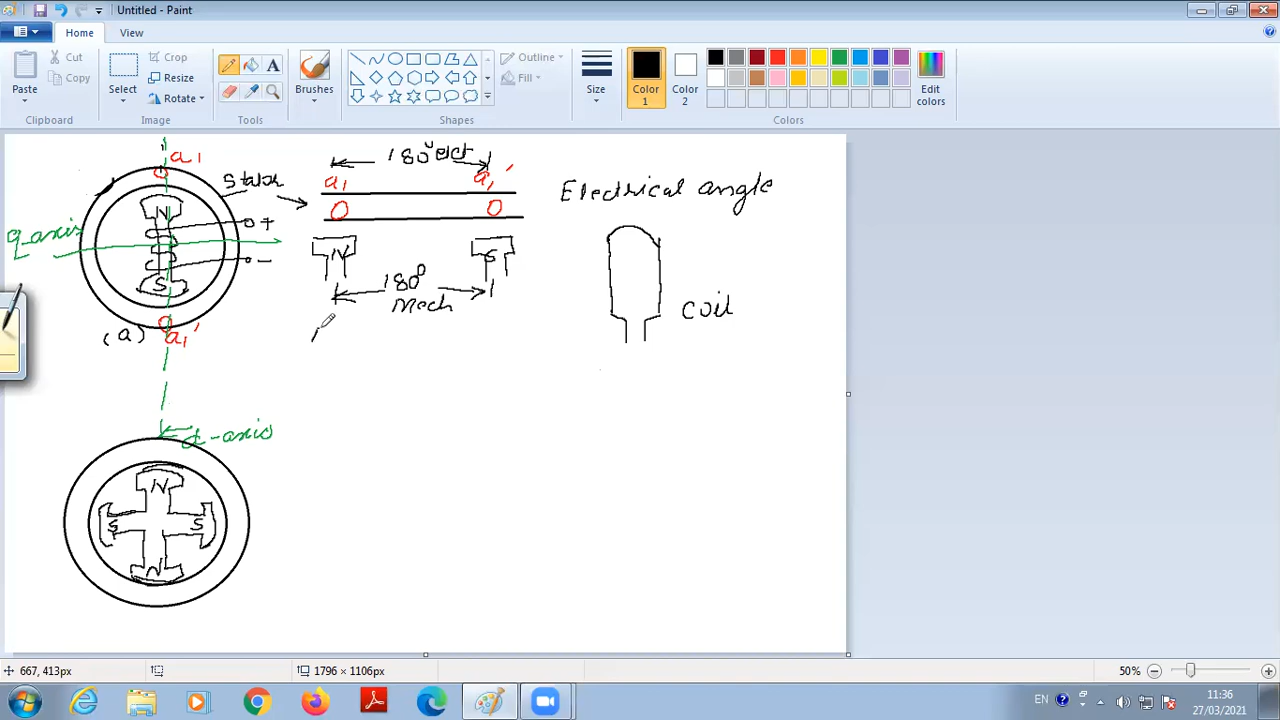 Untitled - Paint
Home
View
Paste
Cut
Copy
Clipboard
Select
Crop
Resize
Rotate
Image
Tools
Brushes
Shapes
Outline
Fill
Size
Color 1
Color 2
Colors
Edit colors
a1
Stator
q-axis
N
S
+
-
(a)
a1'
180° elct
a1
a1'
N
S
180°
Mech
Electrical angle
coil
d-axis
N
S
S
N
667, 413px
1796 × 1106px
50%
EN
11:36
27/03/2021